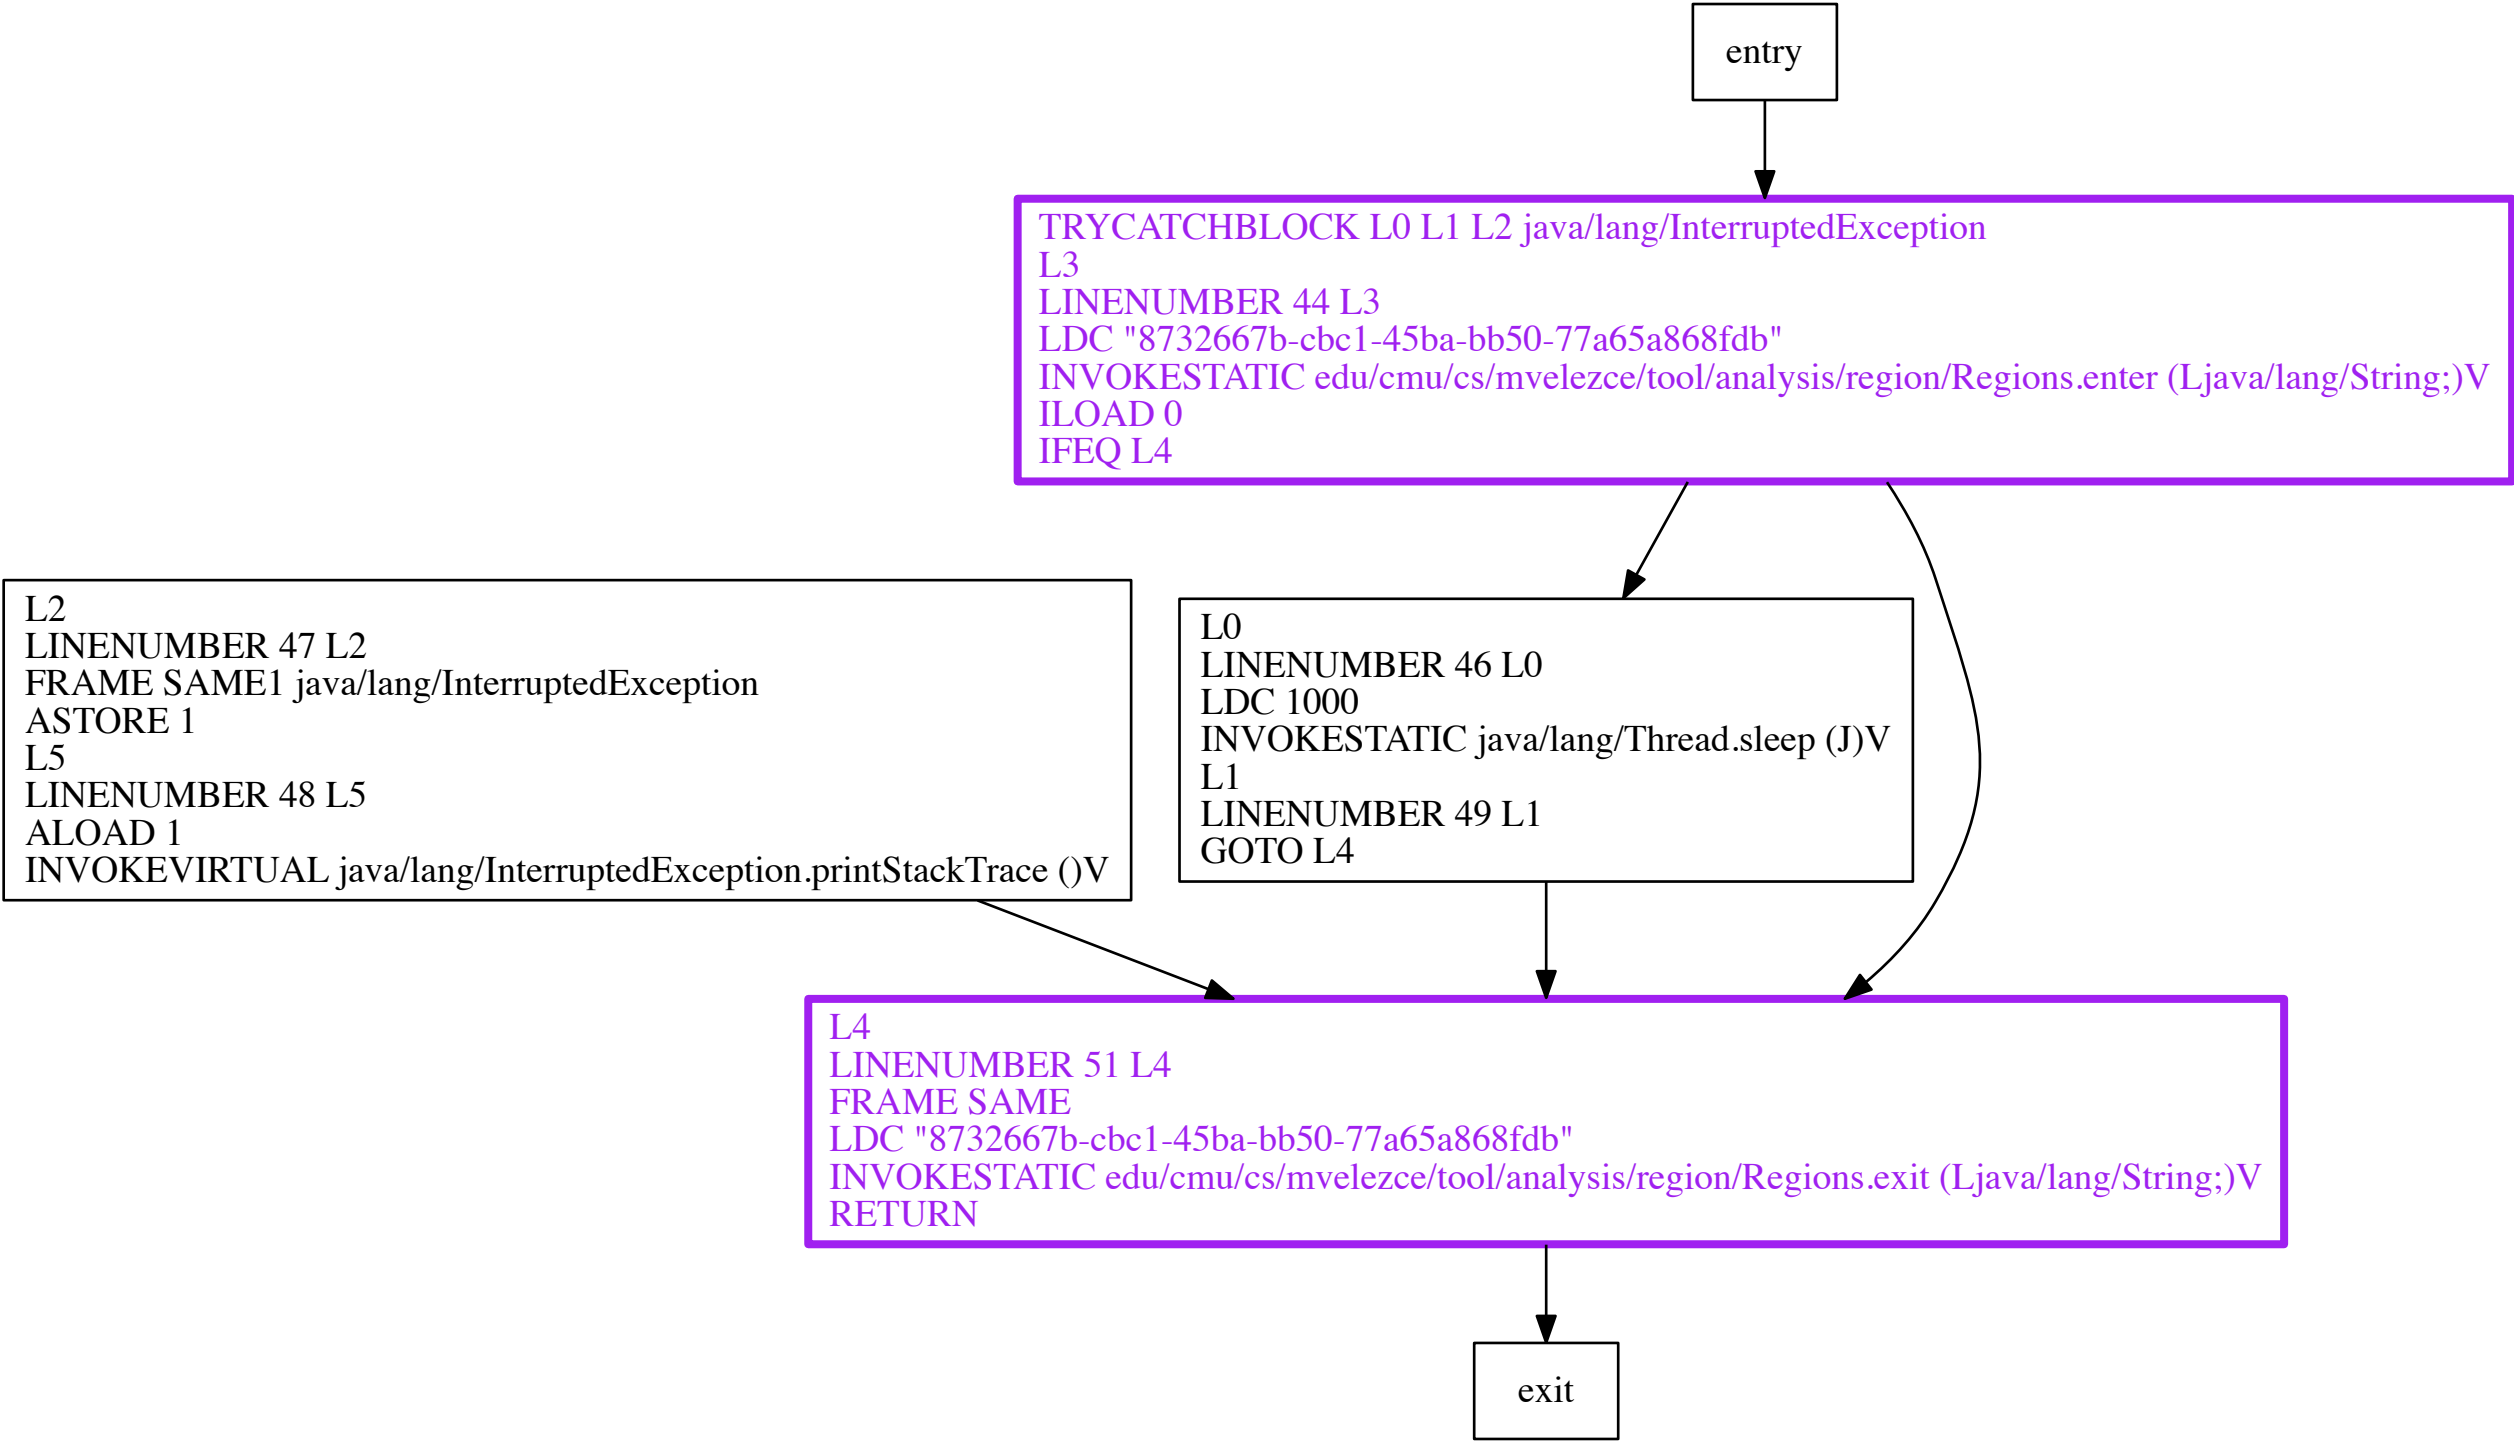 entry
TRYCATCHBLOCK L0 L1 L2 java/lang/InterruptedException
L3
LINENUMBER 44 L3
LDC "8732667b-cbc1-45ba-bb50-77a65a868fdb"
INVOKESTATIC edu/cmu/cs/mvelezce/tool/analysis/region/Regions.enter (Ljava/lang/String;)V
ILOAD 0
IFEQ L4
L2
LINENUMBER 47 L2
FRAME SAME1 java/lang/InterruptedException
ASTORE 1
L5
LINENUMBER 48 L5
ALOAD 1
INVOKEVIRTUAL java/lang/InterruptedException.printStackTrace ()V
L0
LINENUMBER 46 L0
LDC 1000
INVOKESTATIC java/lang/Thread.sleep (J)V
L1
LINENUMBER 49 L1
GOTO L4
L4
LINENUMBER 51 L4
FRAME SAME
LDC "8732667b-cbc1-45ba-bb50-77a65a868fdb"
INVOKESTATIC edu/cmu/cs/mvelezce/tool/analysis/region/Regions.exit (Ljava/lang/String;)V
RETURN
exit